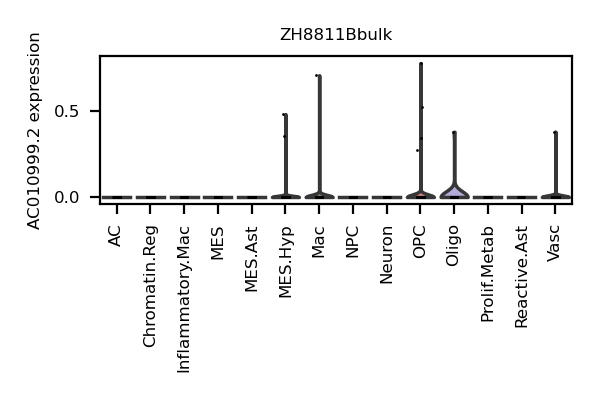 ZH8811Bbulk
AC010999.2 expression
0.5
0.0
AC
Chromatin.Reg
Inflammatory.Mac
MES
MES.Ast
MES.Hyp
Mac
NPC
Neuron
OPC
Oligo
Prolif.Metab
Reactive.Ast
Vasc